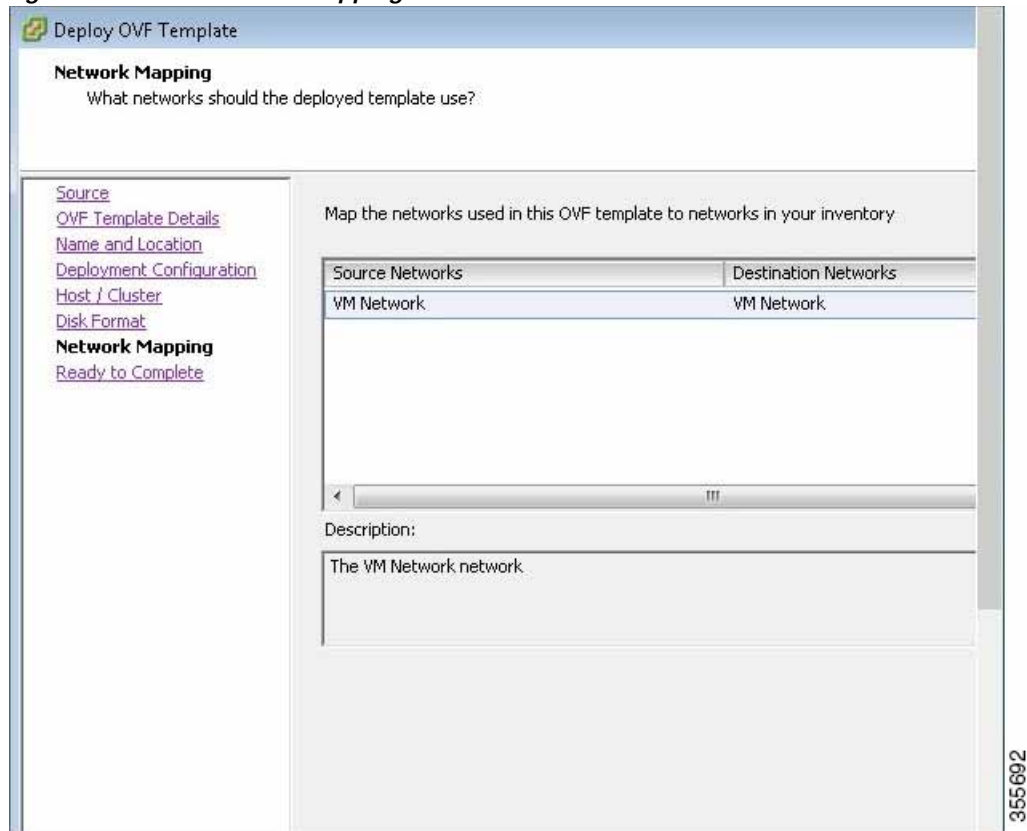 Deploy OVF Template
Network Mapping
What networks should the deployed template use?
Source
OVF Template Details
Name and Location
Deployment Configuration
Host / Cluster
Disk Format
Network Mapping
Ready to Complete
Map the networks used in this OVF template to networks in your inventory
Source Networks Destination Networks
VM Network VM Network
Description:
The VM Network network
355692